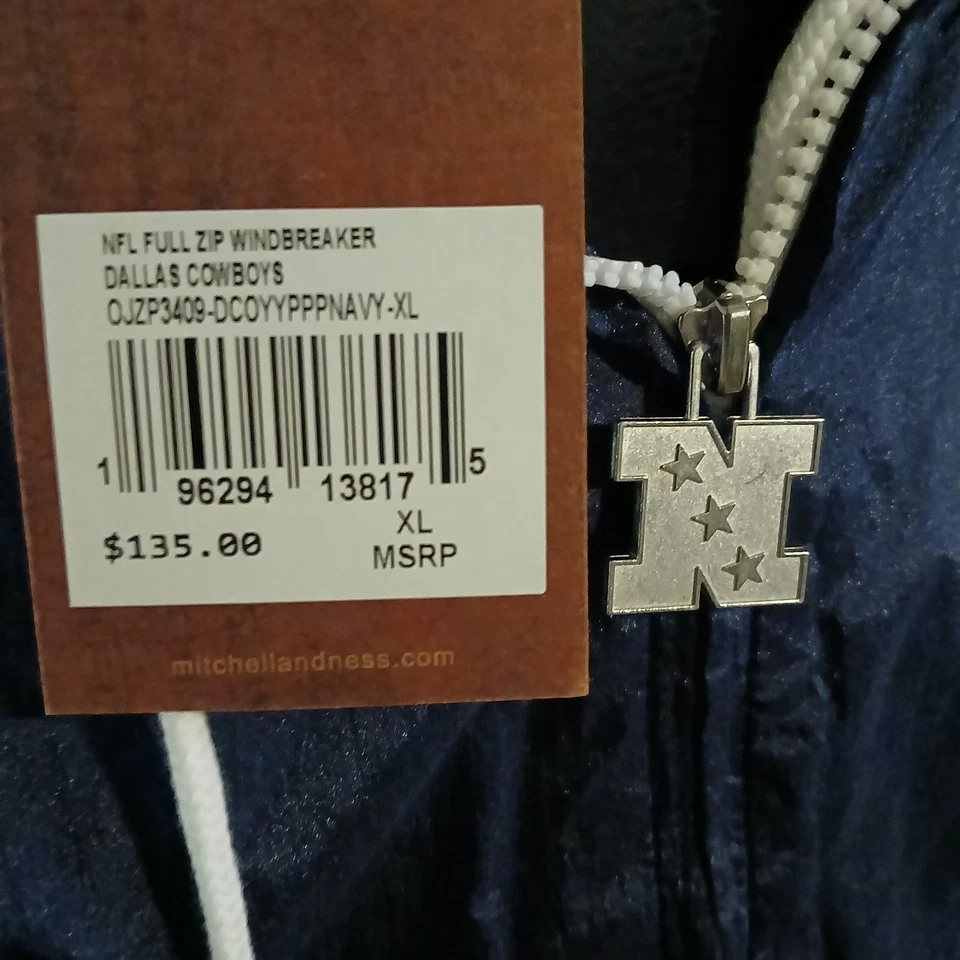 NFL FULL ZIP WINDBREAKER
DALLAS COWBOYS
OJZP3409-DCOYYPPPNAVY-XL
1 96294 13817 5
$135.00
XL
MSRP
mitchellandness.com
N